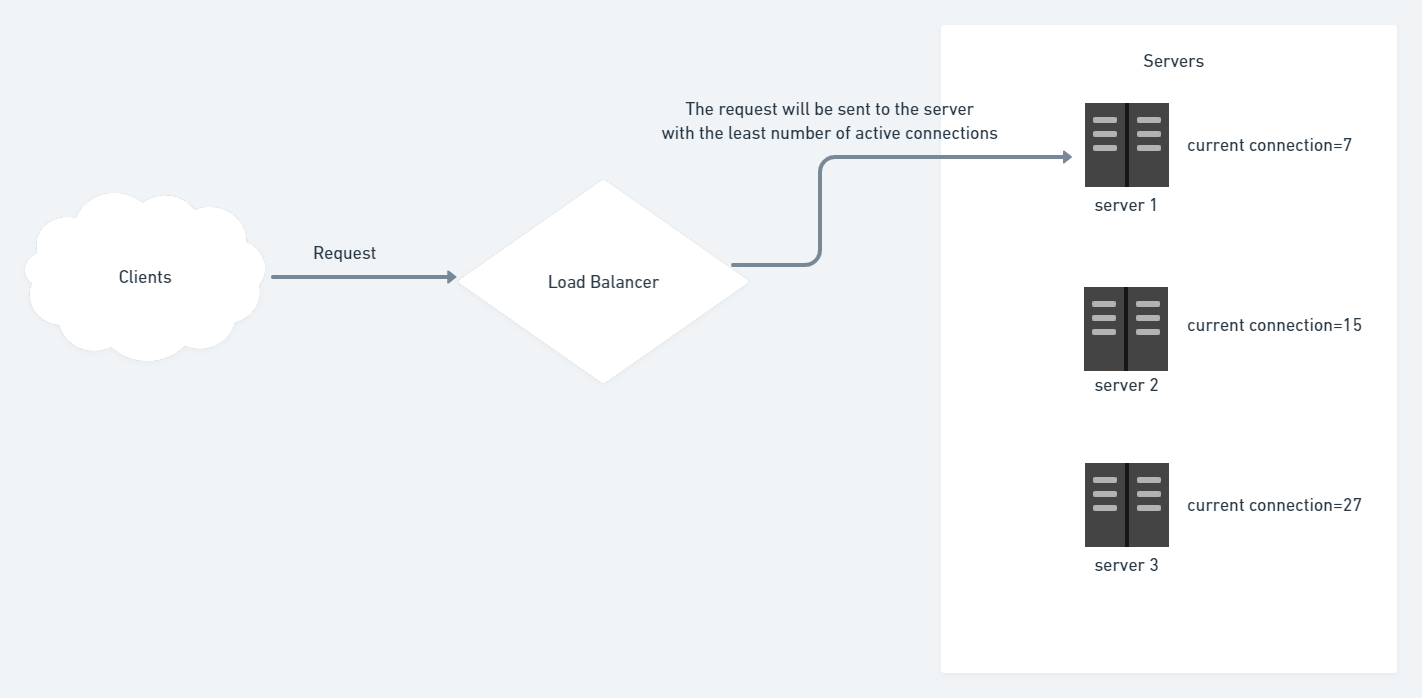 Servers
The request will be sent to the server
with the least number of active connections
current connection=7
server 1
Request
Clients
Load Balancer
current connection=15
server 2
current connection=27
server 3